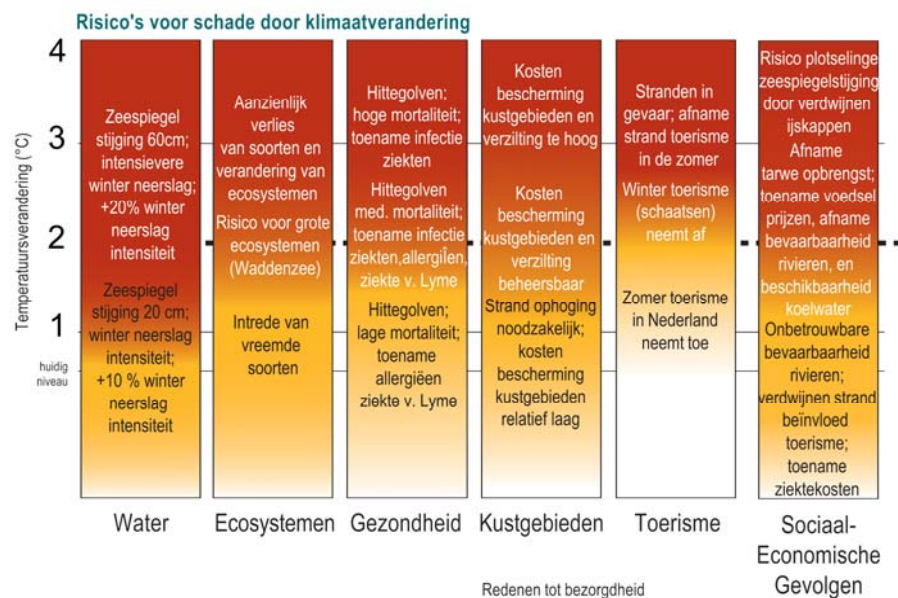 Risico's voor schade door klimaatverandering
Temperatuursverandering (°C)
4
3
2
1
huidig
niveau
Zeespiegel
stijging 60cm;
intensievere
winter neerslag;
+20% winter
neerslag
intensiteit
Zeespiegel
stijging 20 cm;
winter neerslag
intensiteit;
+10 % winter
neerslag
intensiteit
Water
Aanzienlijk
verlies
van soorten en
verandering van
ecosystemen
Risico voor grote
ecosystemen
(Waddenzee)
Intrede van
vreemde
soorten
Ecosystemen
Hittegolven;
hoge mortaliteit;
toename infectie
ziekten
Hittegolven
med. mortaliteit;
toename infectie
ziekten,allergiÎen,
ziekte v. Lyme
Hittegolven;
lage mortaliteit;
toename
allergiëen
ziekte v. Lyme
Gezondheid
Kosten
bescherming
kustgebieden en
verzilting te hoog
Kosten
bescherming
kustgebieden en
verzilting
beheersbaar
Strand ophoging
noodzakelijk;
kosten
bescherming
kustgebieden
relatief laag
Kustgebieden
Stranden in
gevaar; afname
strand toerisme
in de zomer
Winter toerisme
(schaatsen)
neemt af
Zomer toerisme
in Nederland
neemt toe
Toerisme
Risico plotselinge
zeespiegelstijging
door verdwijnen
ijskappen
Afname
tarwe opbrengst;
toename voedsel
prijzen, afname
bevaarbaarheid
rivieren, en
beschikbaarheid
koelwater
Onbetrouwbare
bevaarbaarheid
rivieren;
verdwijnen strand
beïnvloed
toerisme;
toename
ziektekosten
Sociaal-
Economische
Gevolgen
Redenen tot bezorgdheid